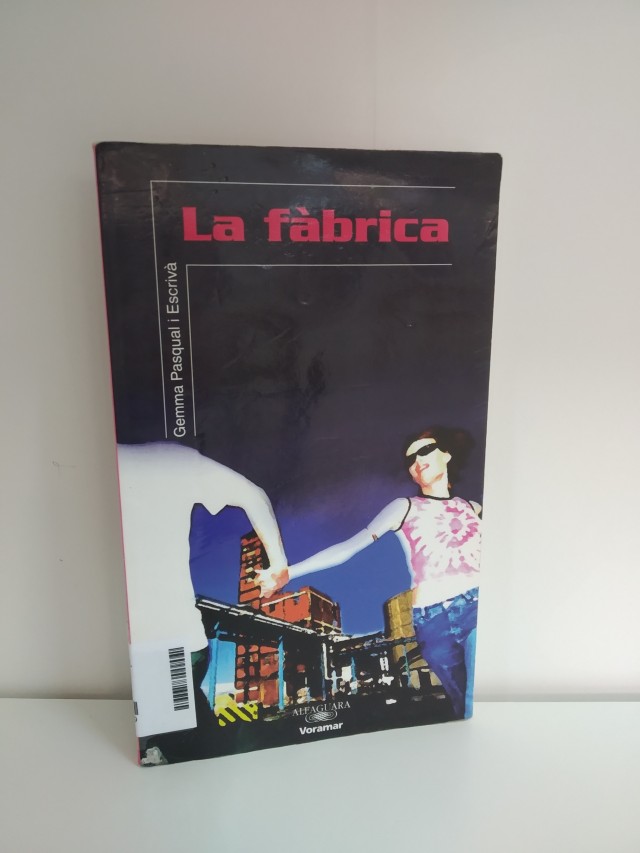 La fàbrica
Gemma Pasqual i Escrivà
ALFAGUARA
Voramar